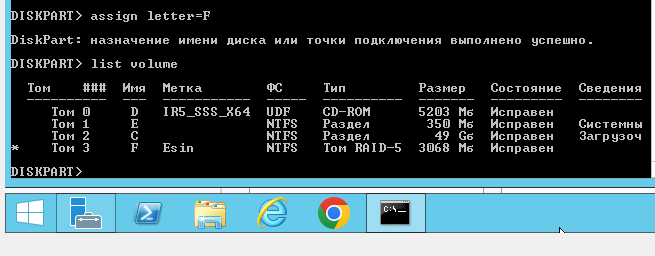 DISKPART> assign letter=F
DiskPart: назначение имени диска или точки подключения выполнено успешно.
DISKPART> list volume
Том ### Имя Метка ФС Тип Размер Состояние Сведения
---------- --- ----------- ----- ---------- ------- --------- --------
Том 0 D IR5_SSS_X64 UDF CD-ROM 5203 Мб Исправен
Том 1 E NTFS Раздел 350 Мб Исправен Системны
Том 2 C NTFS Раздел 49 Gб Исправен Загрузоч
* Том 3 F Esin NTFS Том RAID-5 3068 Мб Исправен
DISKPART>
C:\.